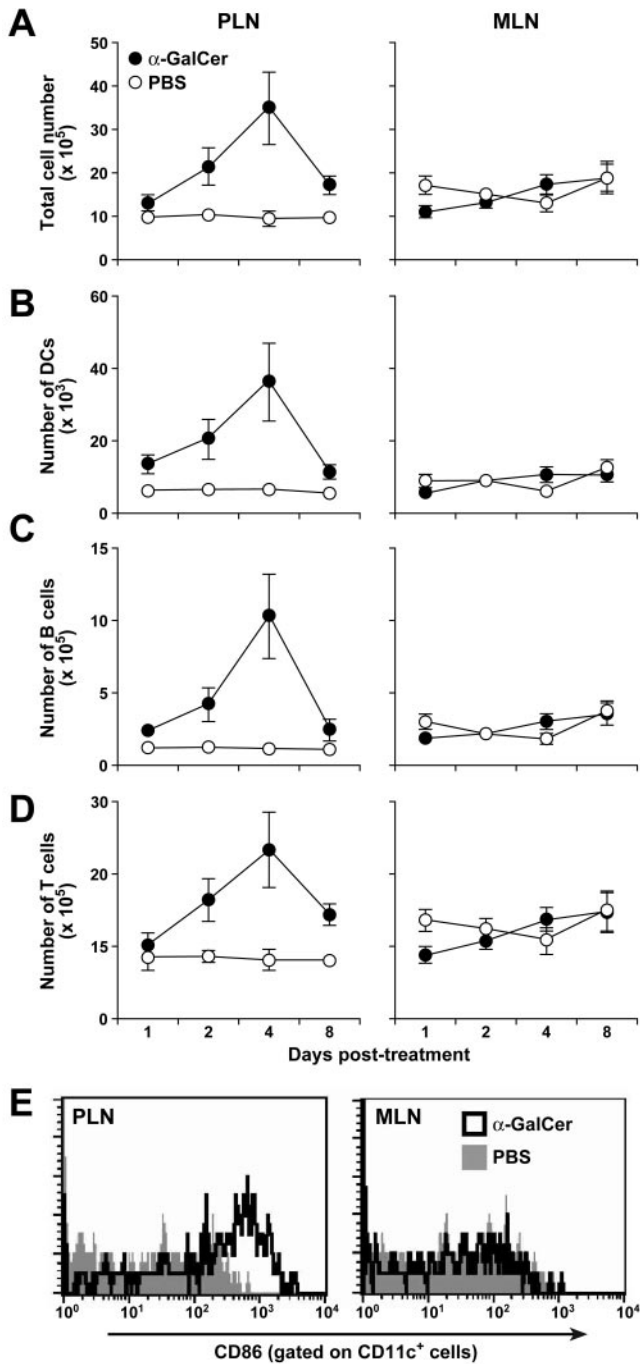 A
PLN
MLN
50
40
30
20
10
0
Total cell number
(x 10⁵)
α-GalCer
PBS
B
60
40
20
0
Number of DCs
(x 10³)
C
15
10
5
0
Number of B cells
(x 10⁵)
D
30
20
15
0
Number of T cells
(x 10⁵)
1 2 4 8
1 2 4 8
Days post-treatment
E
PLN
MLN
α-GalCer
PBS
10⁰ 10¹ 10² 10³ 10⁴
10⁰ 10¹ 10² 10³ 10⁴
CD86 (gated on CD11c⁺ cells)